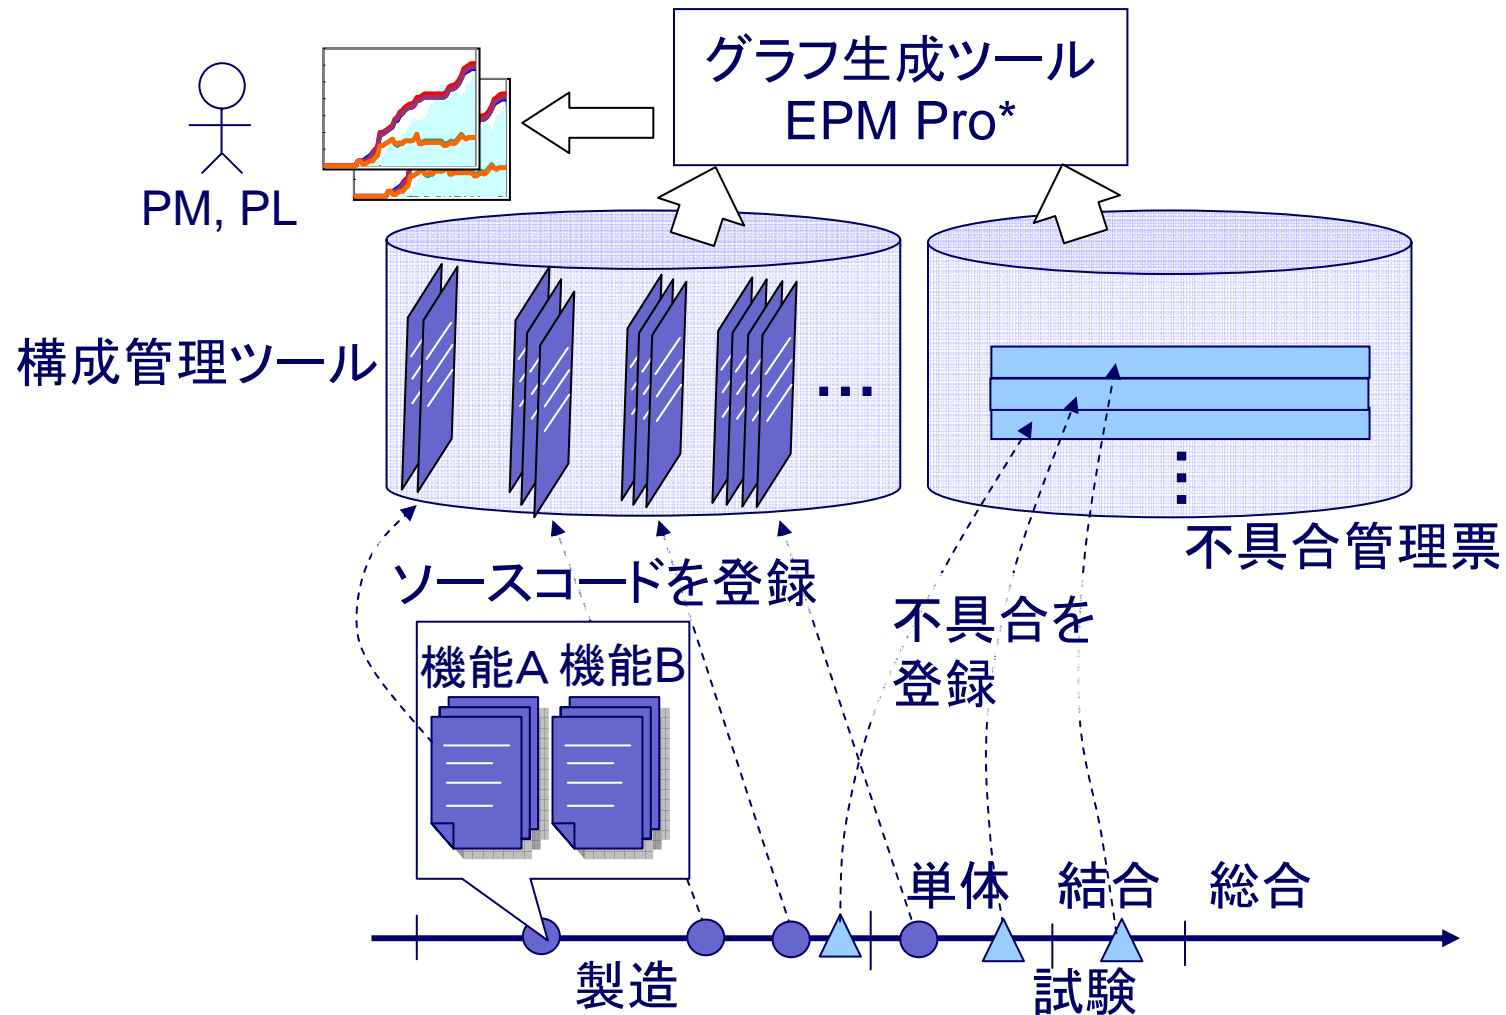 グラフ生成ツール
EPM Pro*
PM, PL
構成管理ツール
...
不具合管理票
ソースコードを登録
不具合を
登録
機能A 機能B
単体 結合 総合
製造
試験